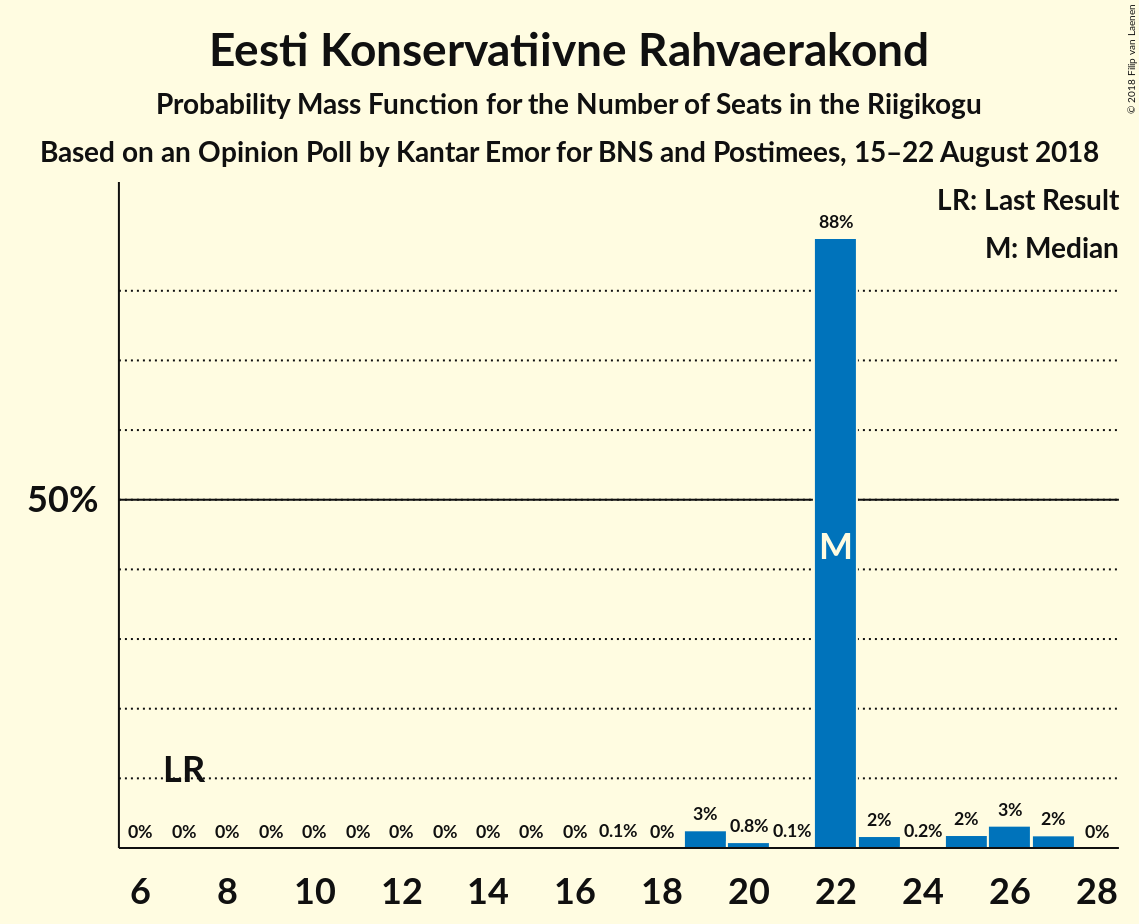 Eesti Konservatiivne Rahvaerakond
Probability Mass Function for the Number of Seats in the Riigikogu
Based on an Opinion Poll by Kantar Emor for BNS and Postimees, 15–22 August 2018
© 2018 Filip van Laenen
LR: Last Result
M: Median
88%
50%
M
LR
0% 0% 0% 0% 0% 0% 0% 0% 0% 0% 0% 0.1% 0% 3% 0.8% 0.1% 2% 0.2% 2% 3% 2% 0%
6 8 10 12 14 16 18 20 22 24 26 28